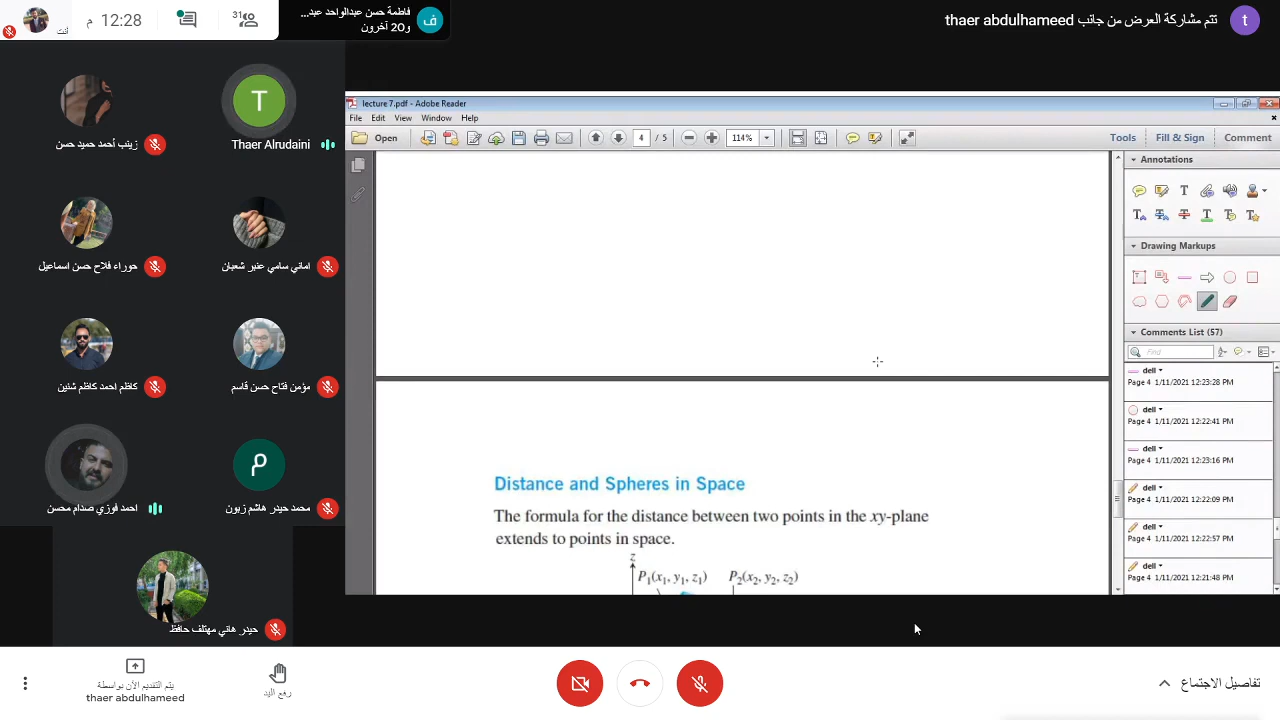 12:28 م
31
أنت
فاطمة حسن عبدالواحد عبد...
و20 آخرون
ف
تتم مشاركة العرض من جانب thaer abdulhameed
t
زينب أحمد حميد حسن
T
Thaer Alrudaini
حوراء فلاح حسن اسماعيل
اماني سامي عنبر شعبان
كاظم احمد كاظم شنين
مؤمن فتاح حسن قاسم
احمد فوزي صدام محسن
م
محمد حيدر هاشم زبون
حيدر هاني مهلهل حافظ
lecture 7.pdf - Adobe Reader
File Edit View Window Help
Open
4 / 5
114%
Tools Fill & Sign Comment
Annotations
Drawing Markups
Comments List (57)
Find
dell
Page 4 1/11/2021 12:23:28 PM
dell
Page 4 1/11/2021 12:22:41 PM
dell
Page 4 1/11/2021 12:23:16 PM
dell
Page 4 1/11/2021 12:22:09 PM
dell
Page 4 1/11/2021 12:22:57 PM
dell
Page 4 1/11/2021 12:21:48 PM
Distance and Spheres in Space
The formula for the distance between two points in the xy-plane
extends to points in space.
z
P₁(x₁, y₁, z₁) P₂(x₂, y₂, z₂)
يتم التقديم الآن بواسطة
thaer abdulhameed
رفع اليد
تفاصيل الاجتماع